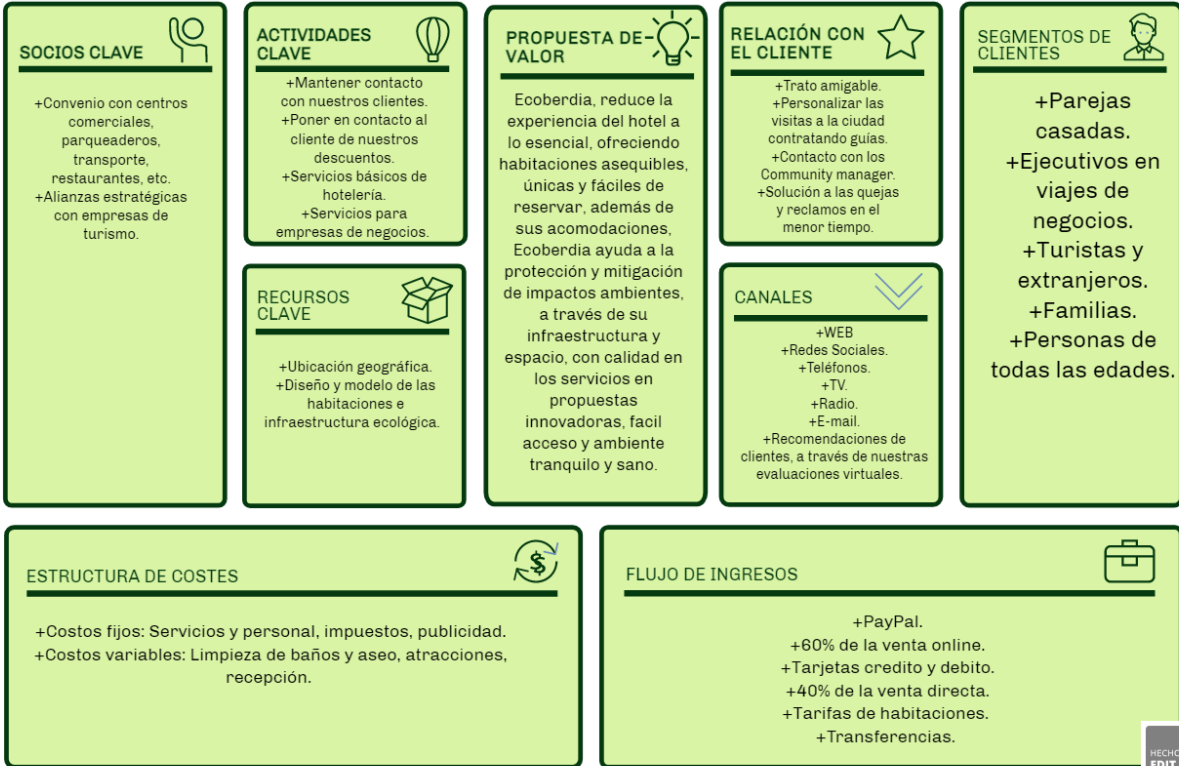 SOCIOS CLAVE
+Convenio con centros
comerciales,
parqueaderos,
transporte,
restaurantes, etc.
+Alianzas estratégicas
con empresas de
turismo.
ACTIVIDADES
CLAVE
+Mantener contacto
con nuestros clientes.
+Poner en contacto al
cliente de nuestros
descuentos.
+Servicios básicos de
hotelería.
+Servicios para
empresas de negocios.
RECURSOS
CLAVE
+Ubicación geográfica.
+Diseño y modelo de las
habitaciones e
infraestructura ecológica.
PROPUESTA DE
VALOR
Ecoberdia, reduce la
experiencia del hotel a
lo esencial, ofreciendo
habitaciones asequibles,
únicas y fáciles de
reservar, además de
sus acomodaciones,
Ecoberdia ayuda a la
protección y mitigación
de impactos ambientes,
a través de su
infraestructura y
espacio, con calidad en
los servicios en
propuestas
innovadoras, facil
acceso y ambiente
tranquilo y sano.
RELACIÓN CON
EL CLIENTE
+Trato amigable.
+Personalizar las
visitas a la ciudad
contratando guías.
+Contacto con los
Community manager.
+Solución a las quejas
y reclamos en el
menor tiempo.
CANALES
+WEB
+Redes Sociales.
+Teléfonos.
+TV.
+Radio.
+E-mail.
+Recomendaciones de
clientes, a través de nuestras
evaluaciones virtuales.
SEGMENTOS DE
CLIENTES
+Parejas
casadas.
+Ejecutivos en
viajes de
negocios.
+Turistas y
extranjeros.
+Familias.
+Personas de
todas las edades.
ESTRUCTURA DE COSTES
$
+Costos fijos: Servicios y personal, impuestos, publicidad.
+Costos variables: Limpieza de baños y aseo, atracciones,
recepción.
FLUJO DE INGRESOS
+PayPal.
+60% de la venta online.
+Tarjetas credito y debito.
+40% de la venta directa.
+Tarifas de habitaciones.
+Transferencias.
HECHO
EDIT